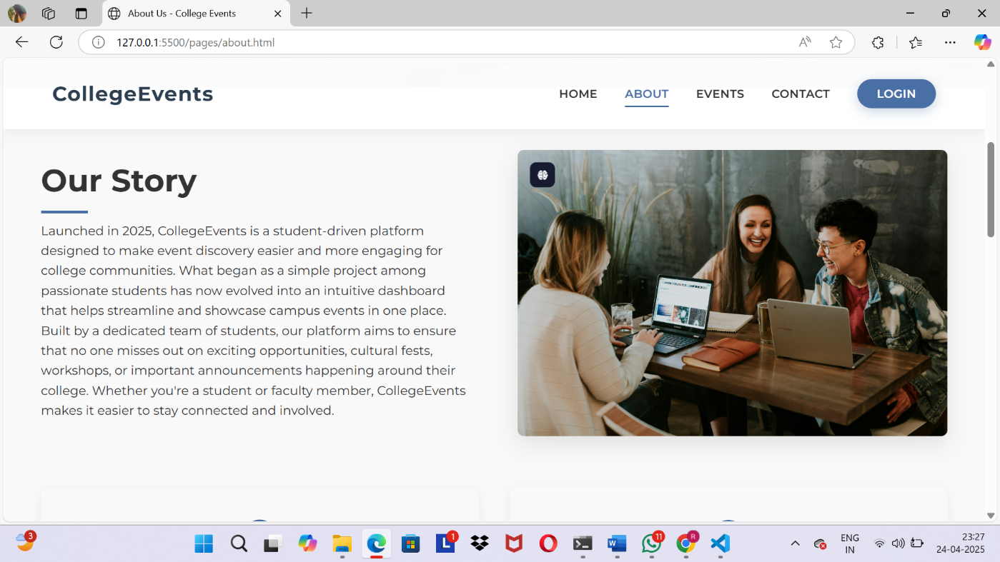 About Us - College Events
127.0.0.1:5500/pages/about.html
CollegeEvents
HOME
ABOUT
EVENTS
CONTACT
LOGIN
Our Story
Launched in 2025, CollegeEvents is a student-driven platform
designed to make event discovery easier and more engaging for
college communities. What began as a simple project among
passionate students has now evolved into an intuitive dashboard
that helps streamline and showcase campus events in one place.
Built by a dedicated team of students, our platform aims to ensure
that no one misses out on exciting opportunities, cultural fests,
workshops, or important announcements happening around their
college. Whether you're a student or faculty member, CollegeEvents
makes it easier to stay connected and involved.
3
L
1
W
11
R
ENG
IN
23:27
24-04-2025